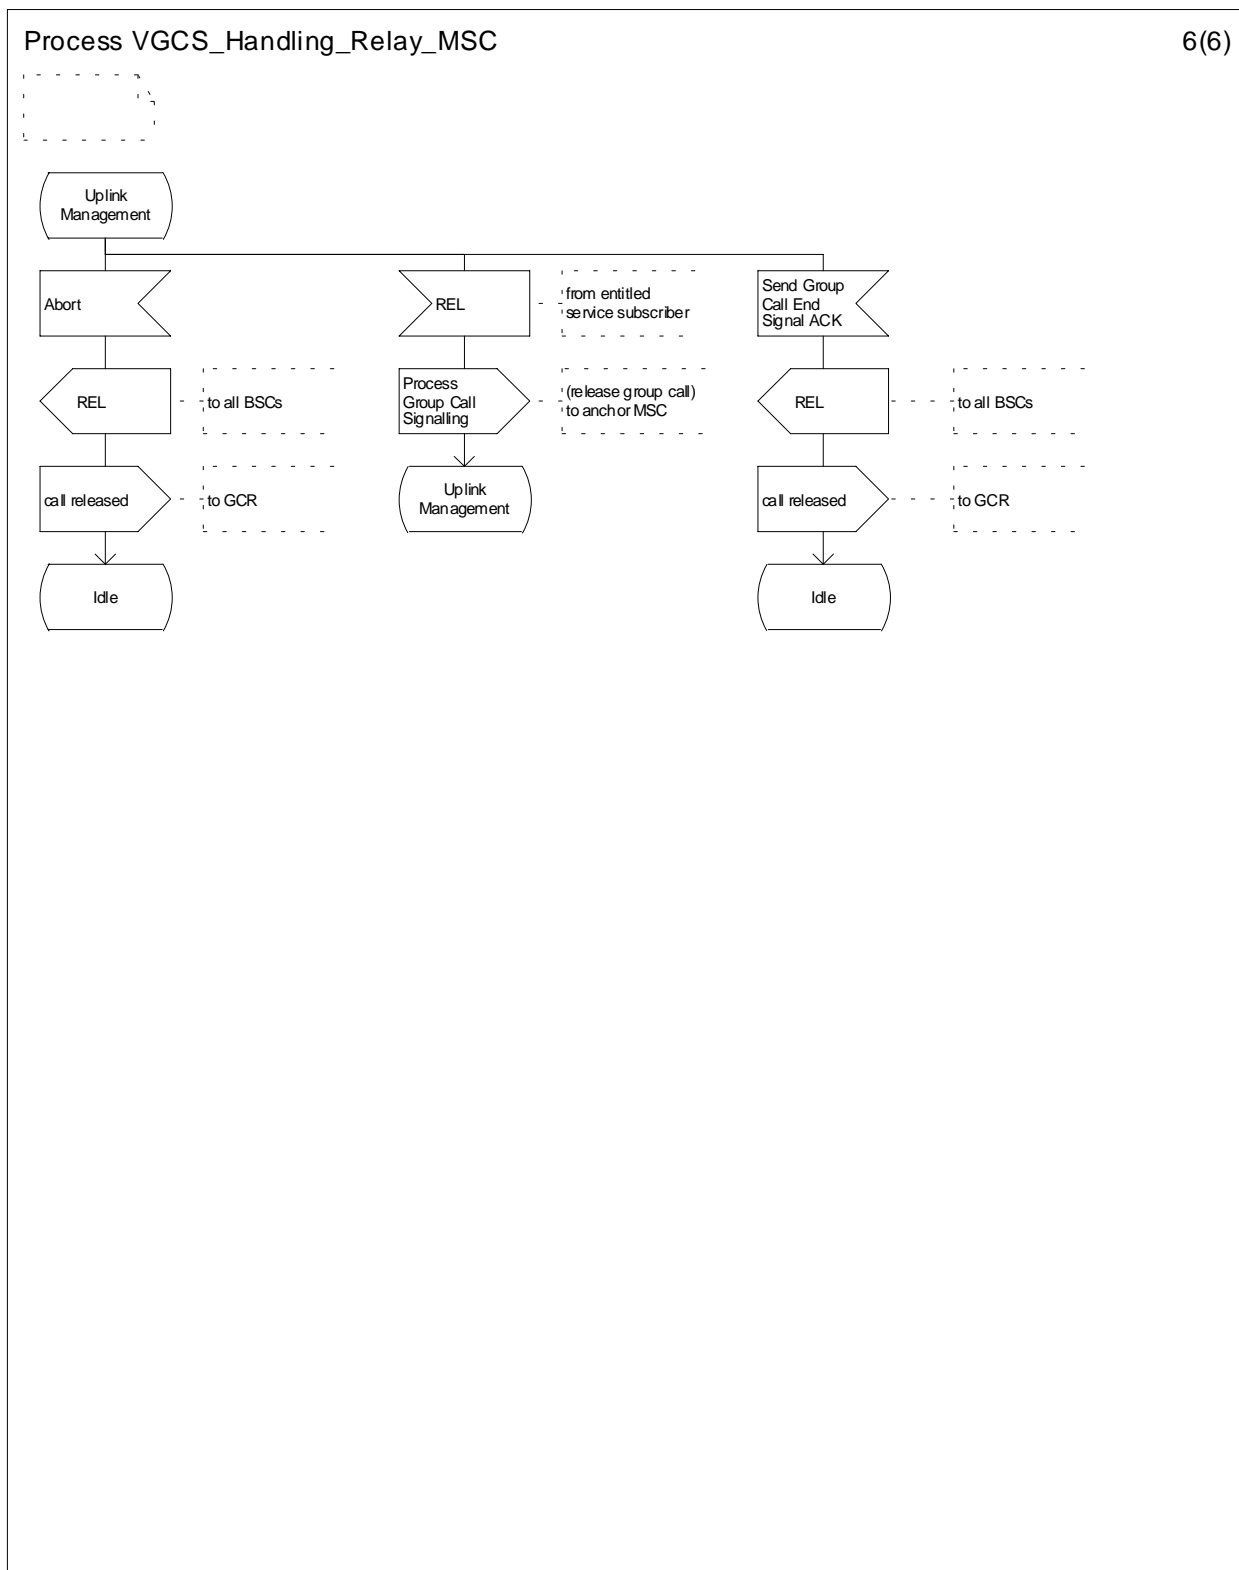 Process VGCS_Handling_Relay_MSC
6(6)
Uplink
Management
Abort
REL
from entitled
service subscriber
Send Group
Call End
Signal ACK
REL
to all BSCs
Process
Group Call
Signalling
(release group call)
to anchor MSC
REL
to all BSCs
call released
to GCR
Uplink
Management
call released
to GCR
Idle
Idle